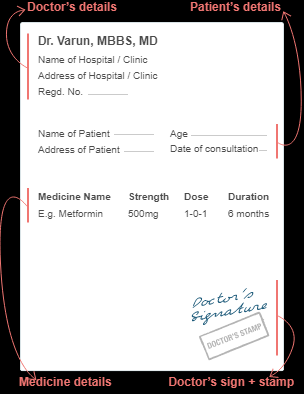 Doctor's details
Patient's details
Dr. Varun, MBBS, MD
Name of Hospital / Clinic
Address of Hospital / Clinic
Regd. No.
Name of Patient Age
Address of Patient Date of consultation
Medicine Name Strength Dose Duration
E.g. Metformin 500mg 1-0-1 6 months
Doctor's
Signature
DOCTOR'S STAMP
Medicine details
Doctor's sign + stamp